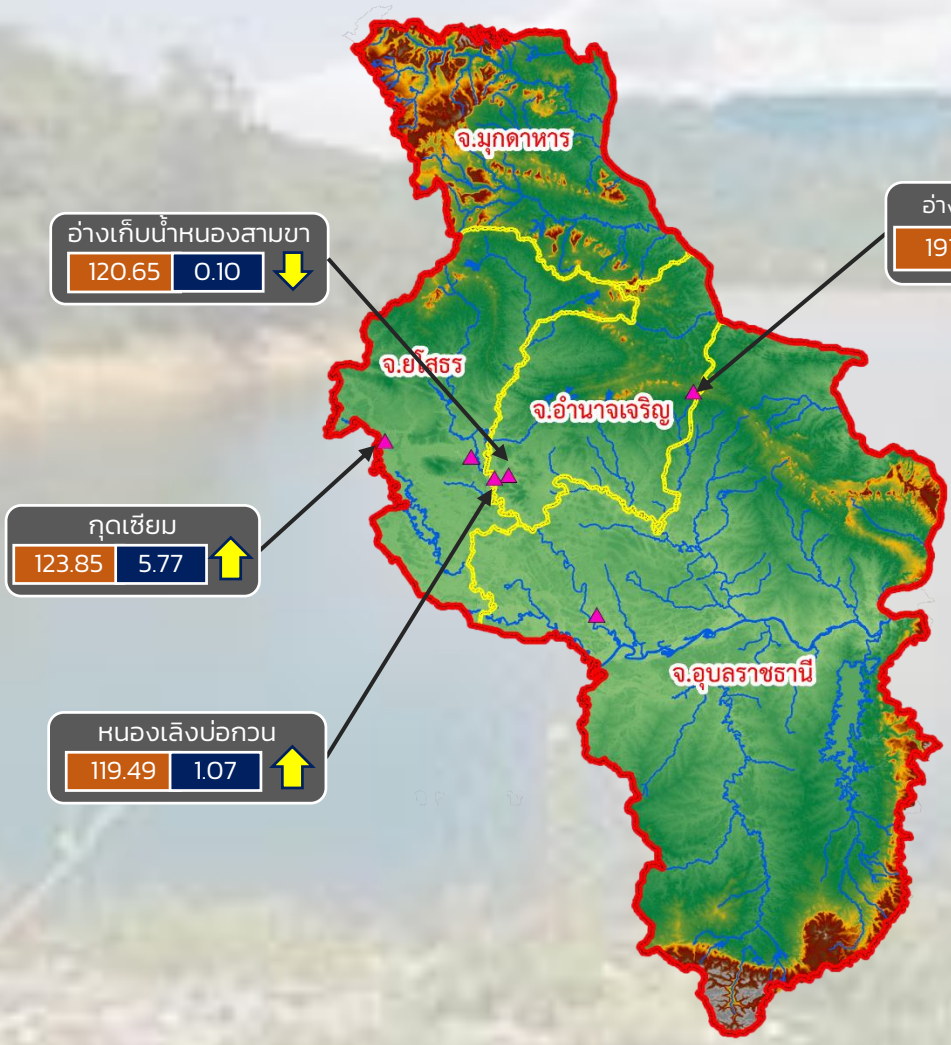 จ.มุกดาหาร
อ่างเก็บน้ำหนองสามขา
120.65 0.10
จ.ยโสธร
จ.อำนาจเจริญ
กุดเซียม
123.85 5.77
จ.อุบลราชธานี
หนองเลิงบ่อกวน
119.49 1.07